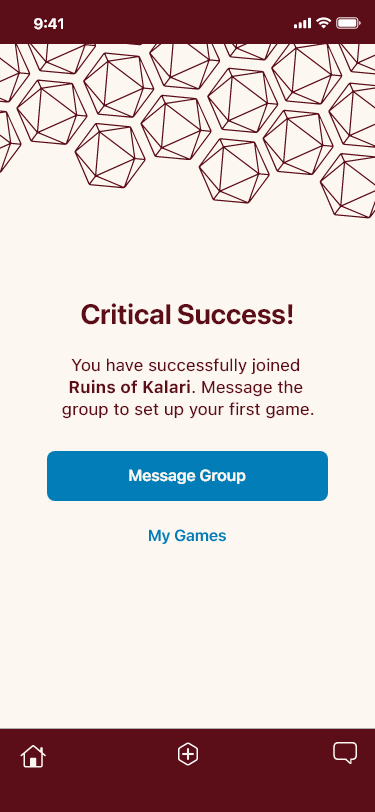 9:41
Critical Success!
You have successfully joined
Ruins of Kalari. Message the
group to set up your first game.
Message Group
My Games